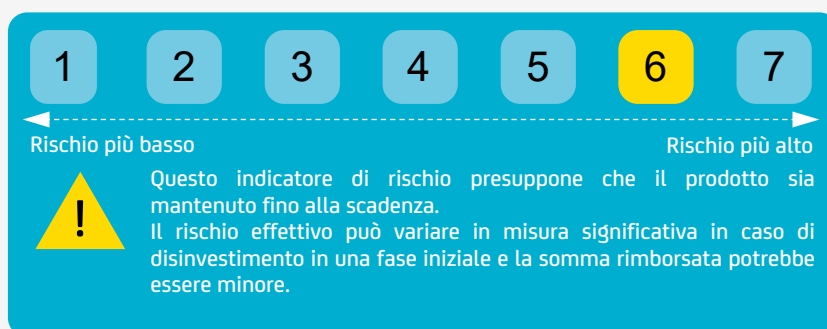 1 2 3 4 5 6 7
Rischio più basso Rischio più alto
!
Questo indicatore di rischio presuppone che il prodotto sia
mantenuto fino alla scadenza.
Il rischio effettivo può variare in misura significativa in caso di
disinvestimento in una fase iniziale e la somma rimborsata potrebbe
essere minore.